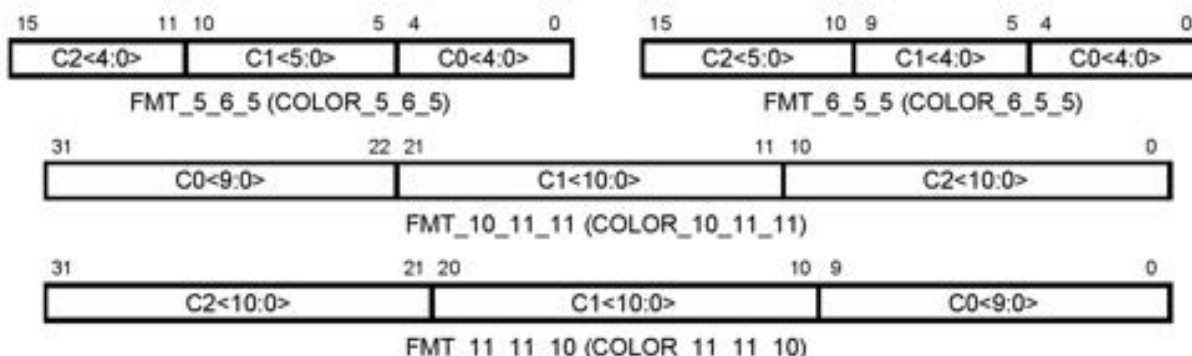 15 11 10 5 4 0 15 10 9 5 4 0
C2<4:0> C1<5:0> C0<4:0> C2<5:0> C1<4:0> C0<4:0>
FMT_5_6_5 (COLOR_5_6_5) FMT_6_5_5 (COLOR_6_5_5)
31 22 21 11 10 0
C0<9:0> C1<10:0> C2<10:0>
FMT_10_11_11 (COLOR_10_11_11)
31 21 20 10 9 0
C2<10:0> C1<10:0> C0<9:0>
FMT_11_11_10 (COLOR_11_11_10)